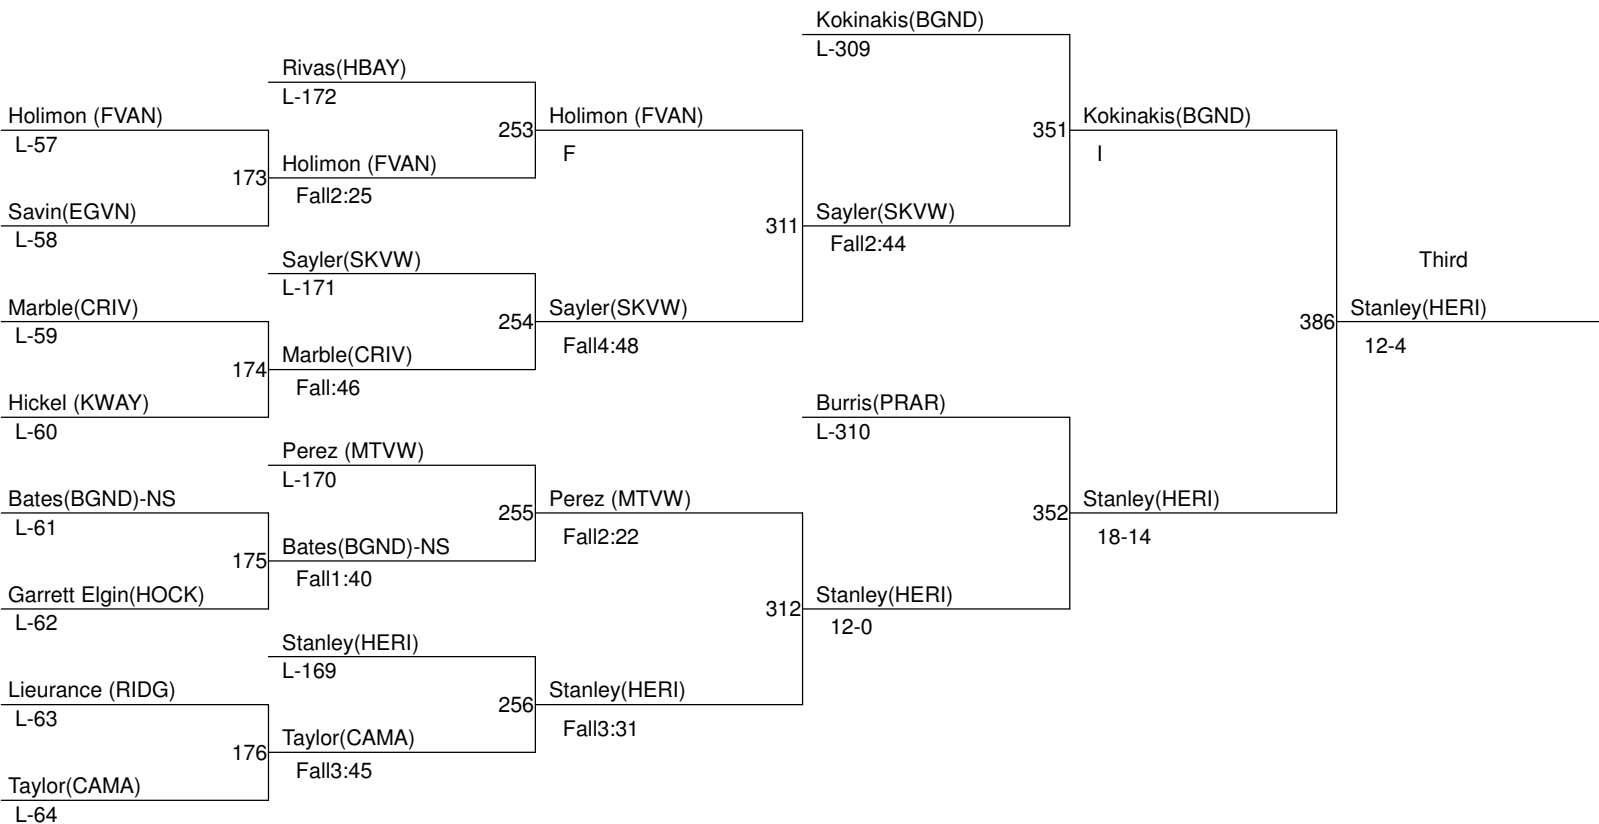 Kokinakis(BGND)
L-309
Rivas(HBAY)
L-172
Holimon (FVAN)
L-57
253
Holimon (FVAN)
F
351
Kokinakis(BGND)
I
173
Holimon (FVAN)
Fall2:25
Savin(EGVN)
L-58
311
Sayler(SKVW)
Fall2:44
Sayler(SKVW)
L-171
Third
Marble(CRIV)
L-59
254
Sayler(SKVW)
Fall4:48
386
Stanley(HERI)
12-4
174
Marble(CRIV)
Fall:46
Hickel (KWAY)
L-60
Burris(PRAR)
L-310
Perez (MTVW)
L-170
Bates(BGND)-NS
L-61
255
Perez (MTVW)
Fall2:22
352
Stanley(HERI)
18-14
175
Bates(BGND)-NS
Fall1:40
Garrett Elgin(HOCK)
L-62
312
Stanley(HERI)
12-0
Stanley(HERI)
L-169
Lieurance (RIDG)
L-63
256
Stanley(HERI)
Fall3:31
176
Taylor(CAMA)
Fall3:45
Taylor(CAMA)
L-64